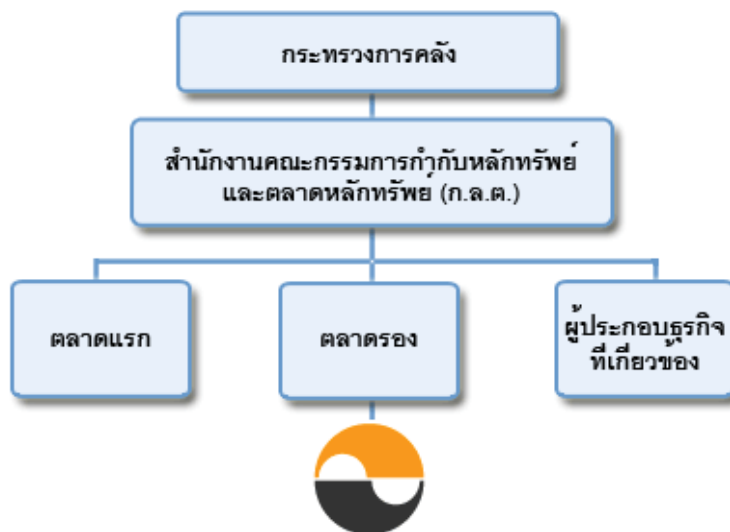 กระทรวงการคลัง
สำนักงานคณะกรรมการกำกับหลักทรัพย์
และตลาดหลักทรัพย์ (ก.ล.ต.)
ตลาดแรก
ตลาดรอง
ผู้ประกอบธุรกิจ
ที่เกี่ยวข้อง